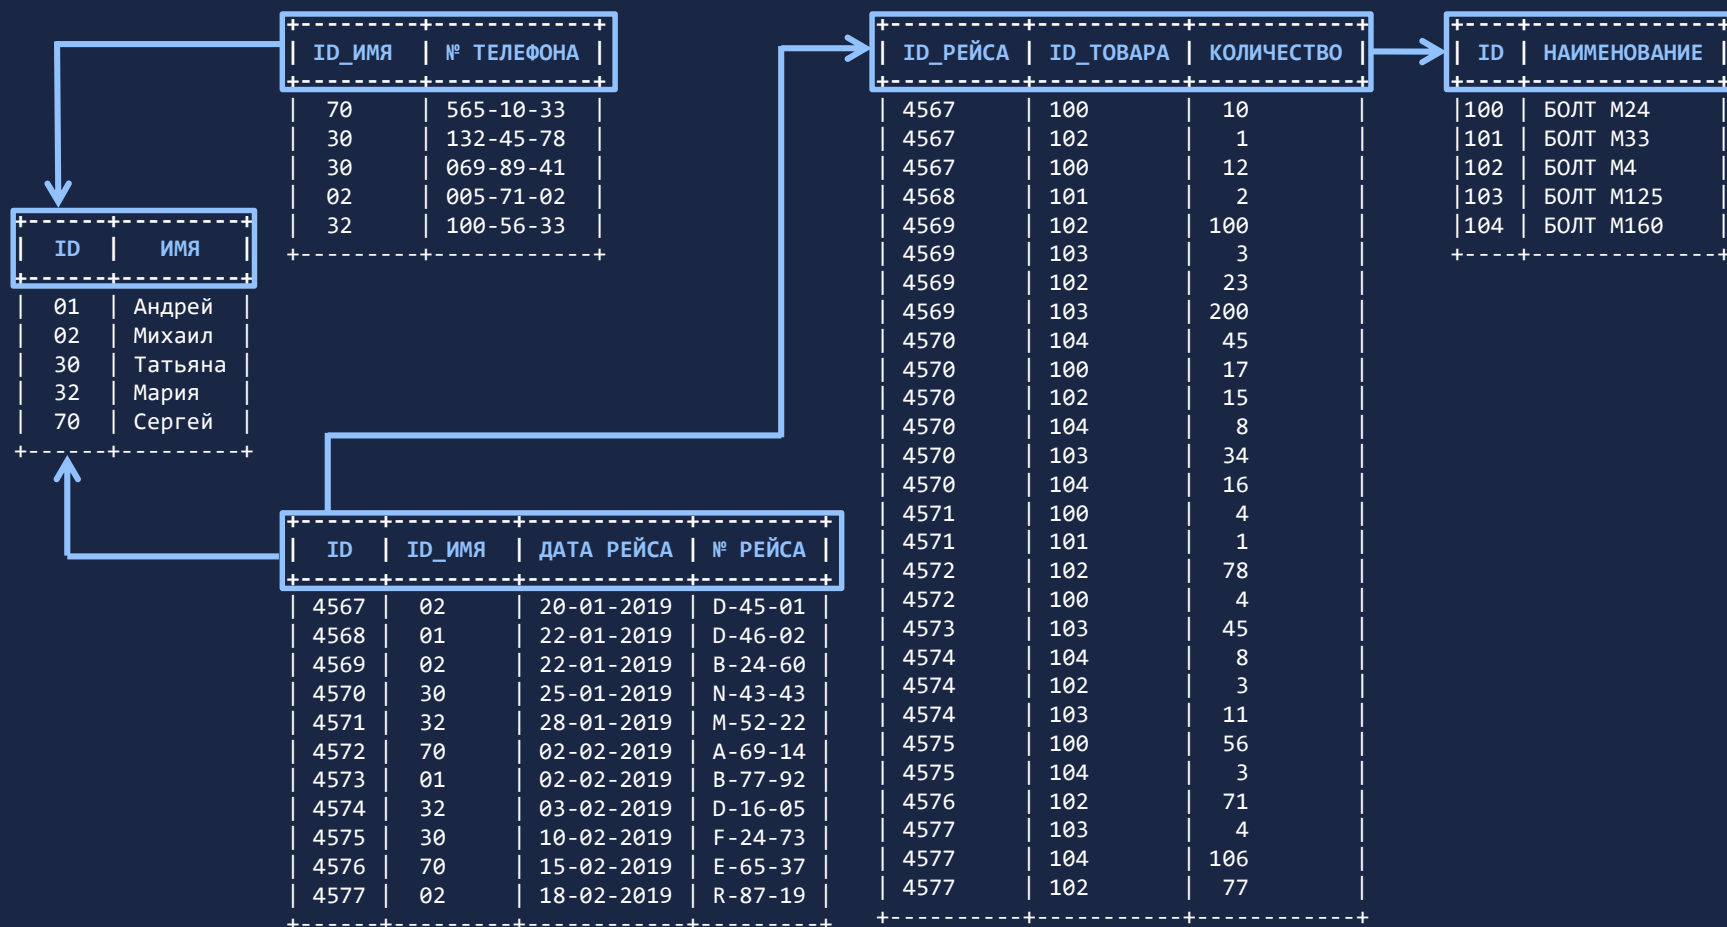 | ID_ИМЯ | № ТЕЛЕФОНА |
| 70 | 565-10-33 |
| 30 | 132-45-78 |
| 30 | 069-89-41 |
| 02 | 005-71-02 |
| 32 | 100-56-33 |
| ID | ИМЯ |
| 01 | Андрей |
| 02 | Михаил |
| 30 | Татьяна |
| 32 | Мария |
| 70 | Сергей |
| ID | ID_ИМЯ | ДАТА РЕЙСА | № РЕЙСА |
| 4567 | 02 | 20-01-2019 | D-45-01 |
| 4568 | 01 | 22-01-2019 | D-46-02 |
| 4569 | 02 | 22-01-2019 | B-24-60 |
| 4570 | 30 | 25-01-2019 | N-43-43 |
| 4571 | 32 | 28-01-2019 | M-52-22 |
| 4572 | 70 | 02-02-2019 | A-69-14 |
| 4573 | 01 | 02-02-2019 | B-77-92 |
| 4574 | 32 | 03-02-2019 | D-16-05 |
| 4575 | 30 | 10-02-2019 | F-24-73 |
| 4576 | 70 | 15-02-2019 | E-65-37 |
| 4577 | 02 | 18-02-2019 | R-87-19 |
| ID_РЕЙСА | ID_ТОВАРА | КОЛИЧЕСТВО |
| 4567 | 100 | 10 |
| 4567 | 102 | 1 |
| 4567 | 100 | 12 |
| 4568 | 101 | 2 |
| 4569 | 102 | 100 |
| 4569 | 103 | 3 |
| 4569 | 102 | 23 |
| 4569 | 103 | 200 |
| 4570 | 104 | 45 |
| 4570 | 100 | 17 |
| 4570 | 102 | 15 |
| 4570 | 104 | 8 |
| 4570 | 103 | 34 |
| 4570 | 104 | 16 |
| 4571 | 100 | 4 |
| 4571 | 101 | 1 |
| 4572 | 102 | 78 |
| 4572 | 100 | 4 |
| 4573 | 103 | 45 |
| 4574 | 104 | 8 |
| 4574 | 102 | 3 |
| 4574 | 103 | 11 |
| 4575 | 100 | 56 |
| 4575 | 104 | 3 |
| 4576 | 102 | 71 |
| 4577 | 103 | 4 |
| 4577 | 104 | 106 |
| 4577 | 102 | 77 |
| ID | НАИМЕНОВАНИЕ |
|100 | БОЛТ М24 |
|101 | БОЛТ М33 |
|102 | БОЛТ М4 |
|103 | БОЛТ М125 |
|104 | БОЛТ М160 |